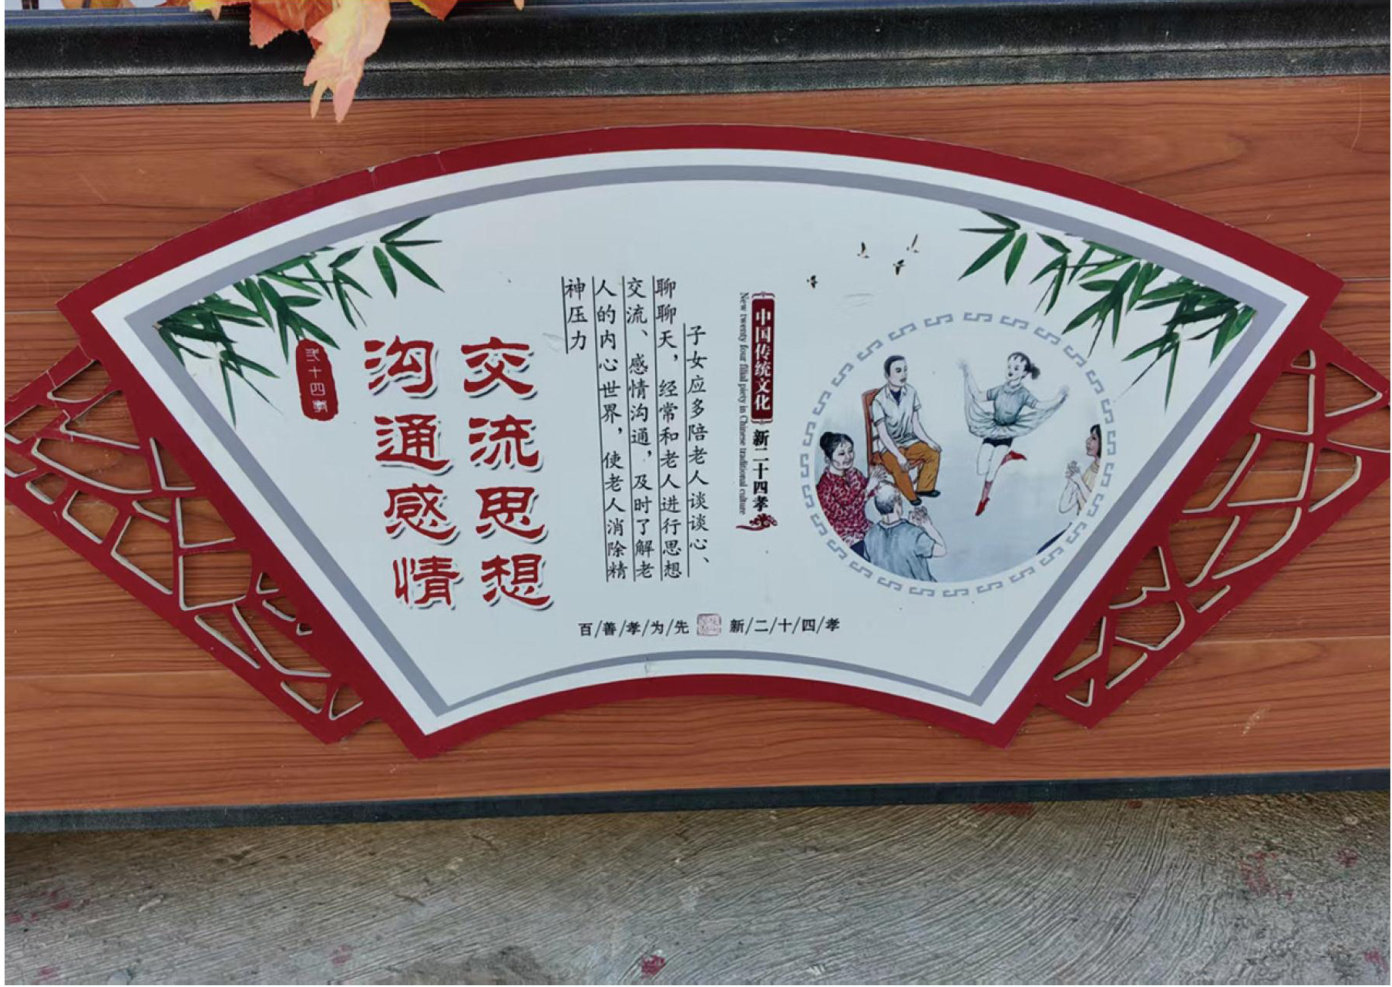 中国传统文化
新二十四孝
New twenty four filial piety in Chinese traditional culture
子女应多陪老人谈谈心、
聊聊天，经常和老人进行思想
交流、感情沟通，及时了解老
人的内心世界，使老人消除精
神压力
交流思想
沟通感情
百/善/孝/为/先
新/二/十/四/孝